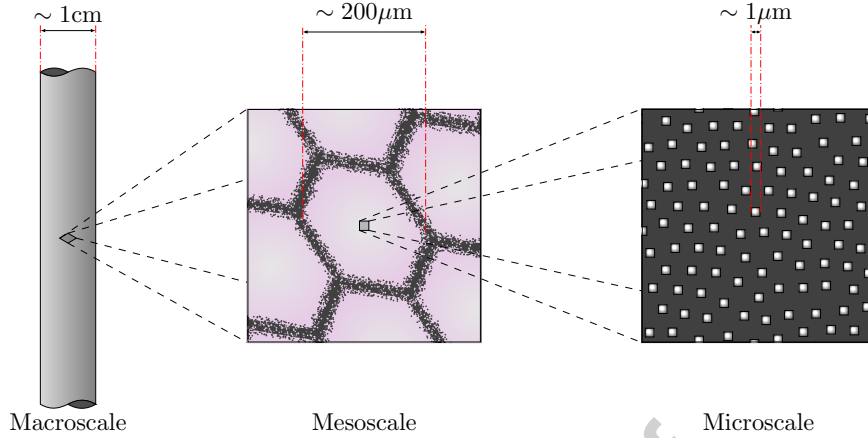 ∼ 1cm
∼ 200μm
∼ 1μm
Macroscale
Mesoscale
Microscale